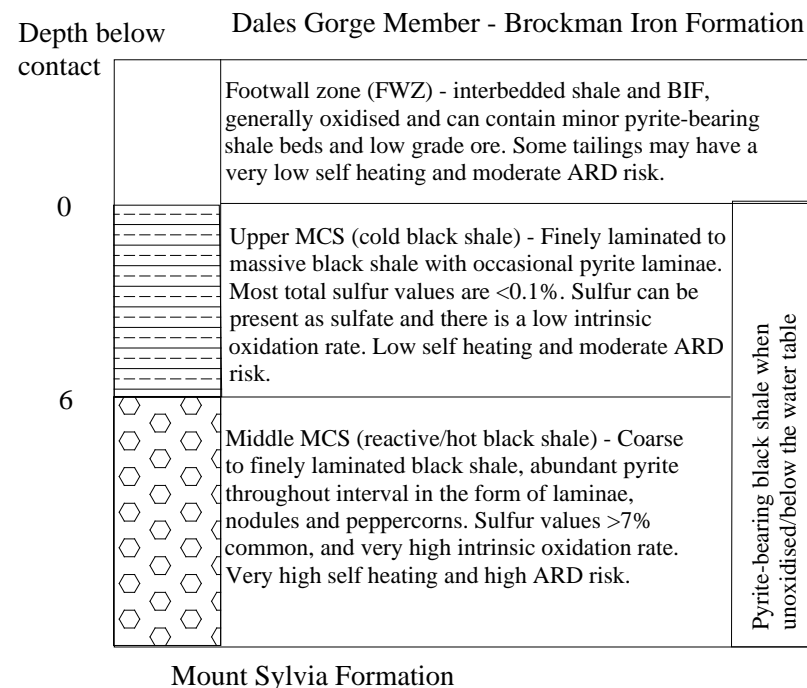 Depth below
contact
Dales Gorge Member - Brockman Iron Formation
Footwall zone (FWZ) - interbedded shale and BIF,
generally oxidised and can contain minor pyrite-bearing
shale beds and low grade ore. Some tailings may have a
very low self heating and moderate ARD risk.
0
Upper MCS (cold black shale) - Finely laminated to
massive black shale with occasional pyrite laminae.
Most total sulfur values are <0.1%. Sulfur can be
present as sulfate and there is a low intrinsic
oxidation rate. Low self heating and moderate ARD
risk.
6
Middle MCS (reactive/hot black shale) - Coarse
to finely laminated black shale, abundant pyrite
throughout interval in the form of laminae,
nodules and peppercorns. Sulfur values >7%
common, and very high intrinsic oxidation rate.
Very high self heating and high ARD risk.
Pyrite-bearing black shale when
unoxidised/below the water table
Mount Sylvia Formation